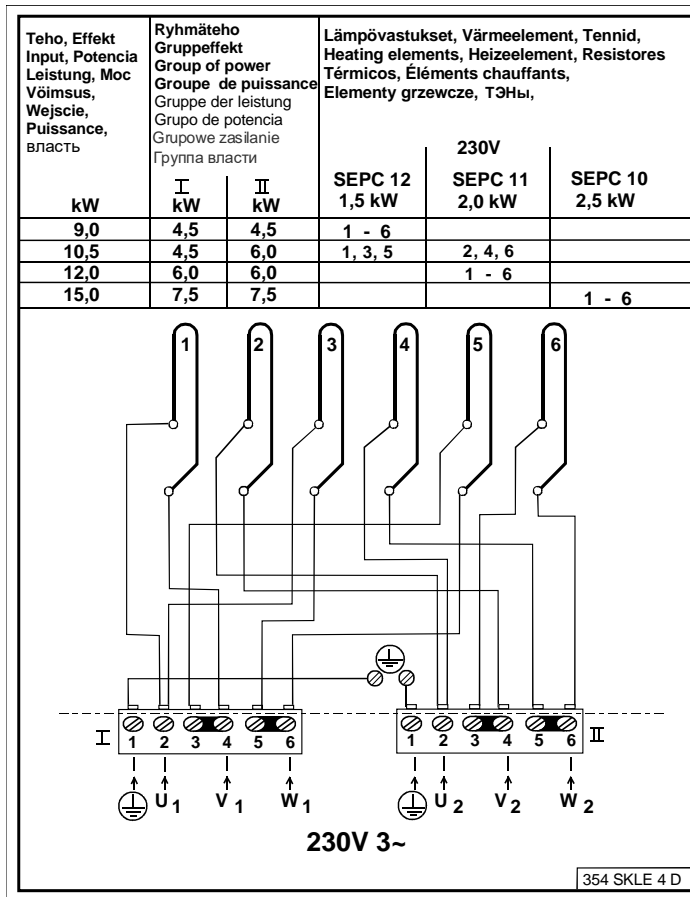 Teho, Effekt
Input, Potencia
Leistung, Moc
Vöimsus,
Wejscie,
Puissance,
власть
kW
Ryhmäteho
Gruppeffekt
Group of power
Groupe de puissance
Gruppe der leistung
Grupo de potencia
Grupowe zasilanie
Группа власти
I II
kW kW
Lämpövastukset, Värmeelement, Tennid,
Heating elements, Heizeelement, Resistores
Térmicos, Éléments chauffants,
Elementy grzewcze, ТЭНы,
230V
SEPC 12 SEPC 11 SEPC 10
1,5 kW 2,0 kW 2,5 kW
9,0 4,5 4,5 1 - 6
10,5 4,5 6,0 1, 3, 5 2, 4, 6
12,0 6,0 6,0 1 - 6
15,0 7,5 7,5 1 - 6
1 2 3 4 5 6
I 1 2 3 4 5 6 1 2 3 4 5 6 II
U1 V1 W1 U2 V2 W2
230V 3~
354 SKLE 4 D